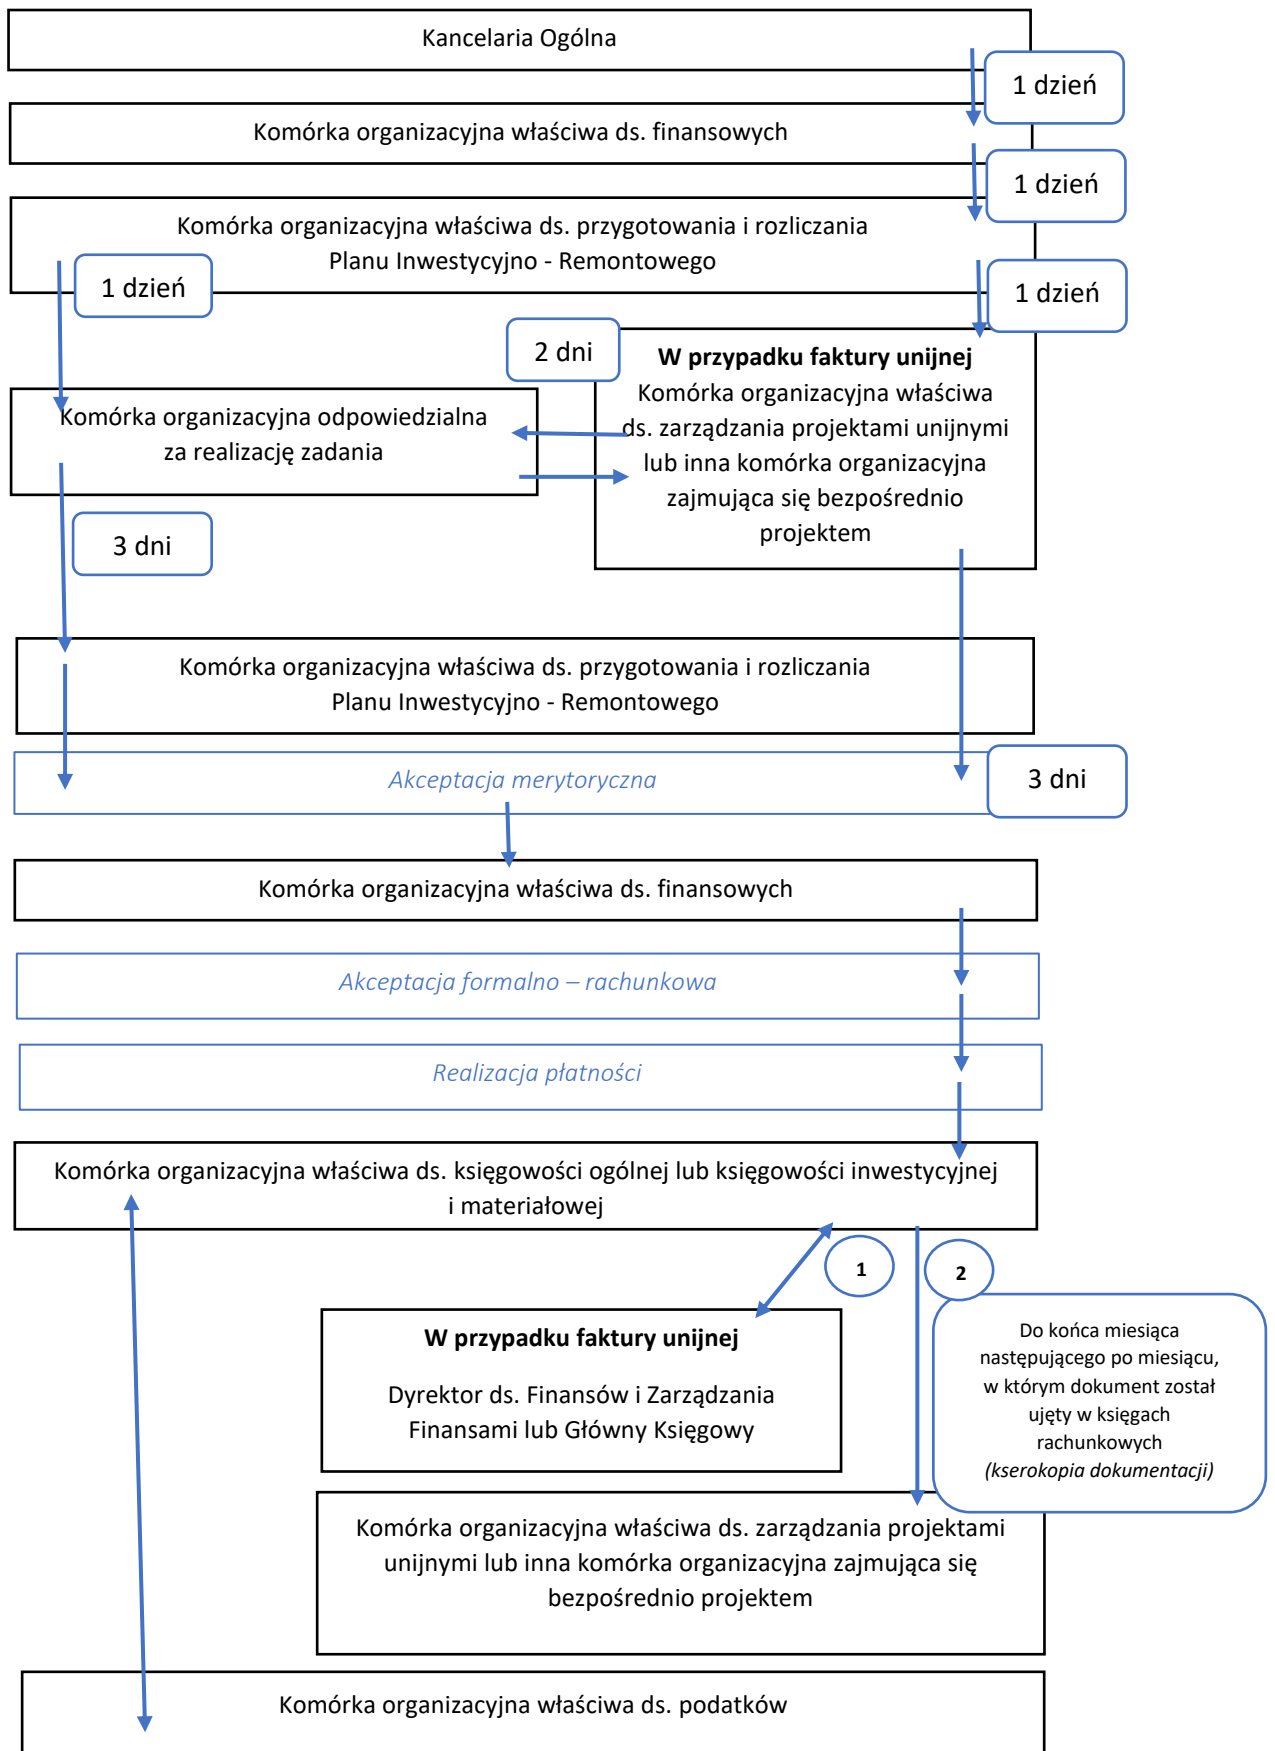 Kancelaria Ogólna
1 dzień
Komórka organizacyjna właściwa ds. finansowych
1 dzień
Komórka organizacyjna właściwa ds. przygotowania i rozliczania
Planu Inwestycyjno - Remontowego
1 dzień
1 dzień
2 dni
W przypadku faktury unijnej
Komórka organizacyjna właściwa
ds. zarządzania projektami unijnymi
lub inna komórka organizacyjna
zajmująca się bezpośrednio
projektem
Komórka organizacyjna odpowiedzialna
za realizację zadania
3 dni
Komórka organizacyjna właściwa ds. przygotowania i rozliczania
Planu Inwestycyjno - Remontowego
Akceptacja merytoryczna
3 dni
Komórka organizacyjna właściwa ds. finansowych
Akceptacja formalno – rachunkowa
Realizacja płatności
Komórka organizacyjna właściwa ds. księgowości ogólnej lub księgowości inwestycyjnej
i materiałowej
1
2
W przypadku faktury unijnej
Dyrektor ds. Finansów i Zarządzania
Finansami lub Główny Księgowy
Do końca miesiąca
następującego po miesiącu,
w którym dokument został
ujęty w księgach
rachunkowych
(kserokopia dokumentacji)
Komórka organizacyjna właściwa ds. zarządzania projektami
unijnymi lub inna komórka organizacyjna zajmująca się
bezpośrednio projektem
Komórka organizacyjna właściwa ds. podatków